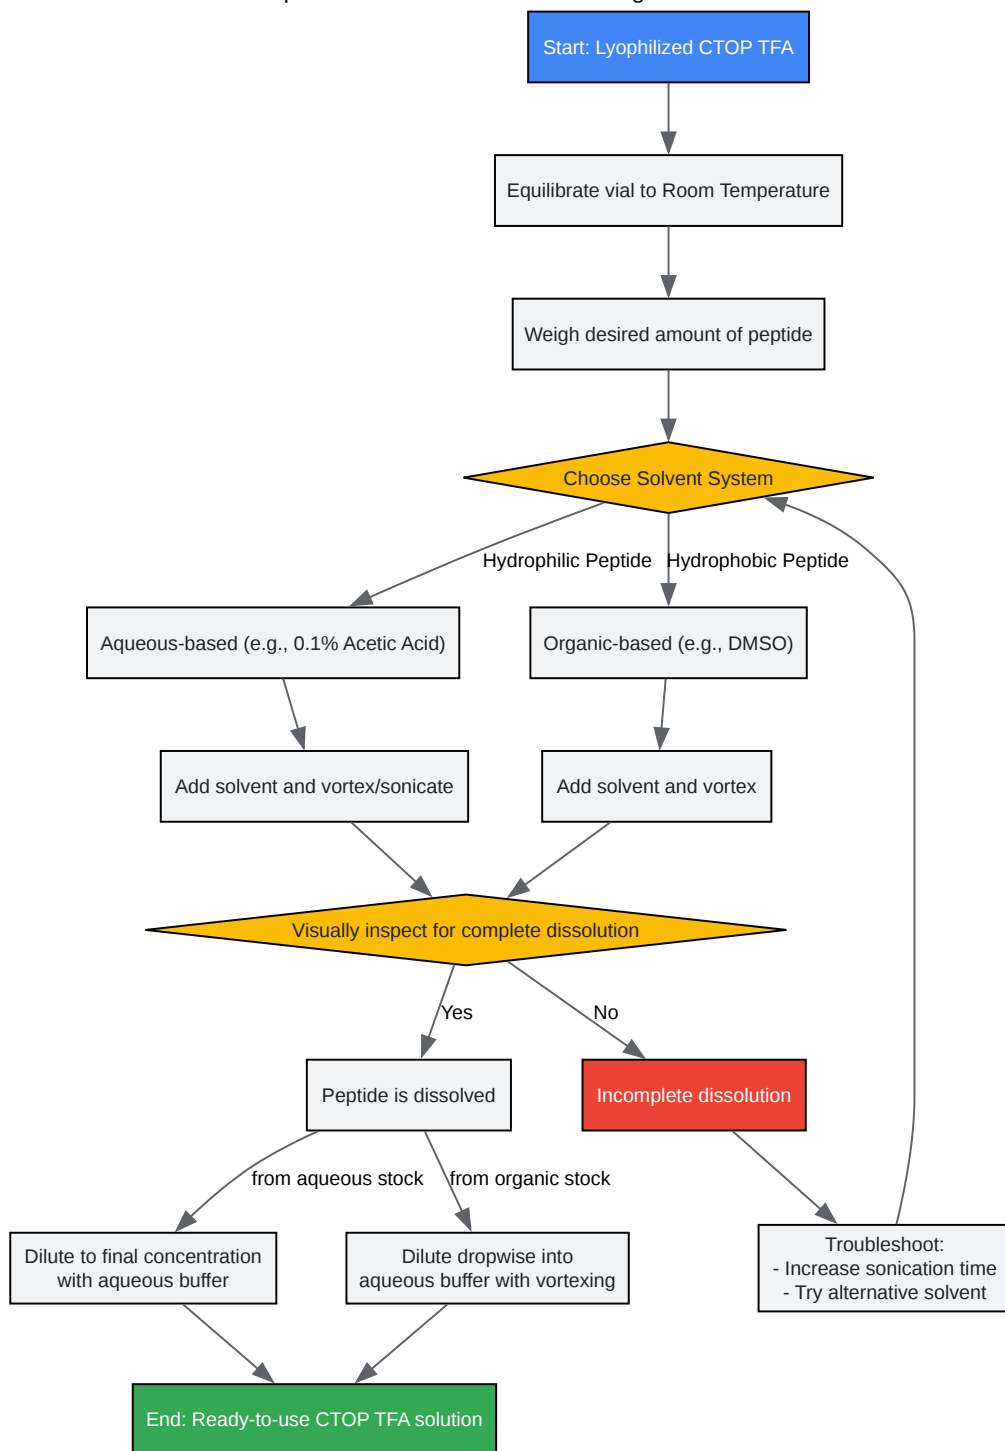 Start: Lyophilized CTOP TFA
Equilibrate vial to Room Temperature
Weigh desired amount of peptide
Choose Solvent System
Hydrophilic Peptide
Hydrophobic Peptide
Aqueous-based (e.g., 0.1% Acetic Acid)
Organic-based (e.g., DMSO)
Add solvent and vortex/sonicate
Add solvent and vortex
Visually inspect for complete dissolution
Yes
No
Peptide is dissolved
Incomplete dissolution
from aqueous stock
from organic stock
Dilute to final concentration
with aqueous buffer
Dilute dropwise into
aqueous buffer with vortexing
Troubleshoot:
- Increase sonication time
- Try alternative solvent
End: Ready-to-use CTOP TFA solution